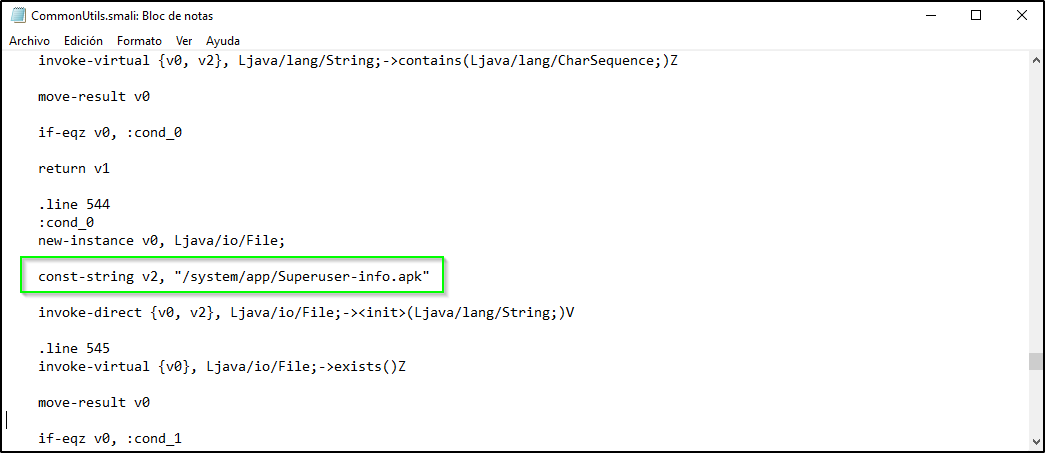 CommonUtils.smali: Bloc de notas
Archivo Edición Formato Ver Ayuda
invoke-virtual {v0, v2}, Ljava/lang/String;->contains(Ljava/lang/CharSequence;)Z
move-result v0
if-eqz v0, :cond_0
return v1
.line 544
:cond_0
new-instance v0, Ljava/io/File;
const-string v2, "/system/app/Superuser-info.apk"
invoke-direct {v0, v2}, Ljava/io/File;-><init>(Ljava/lang/String;)V
.line 545
invoke-virtual {v0}, Ljava/io/File;->exists()Z
move-result v0
if-eqz v0, :cond_1